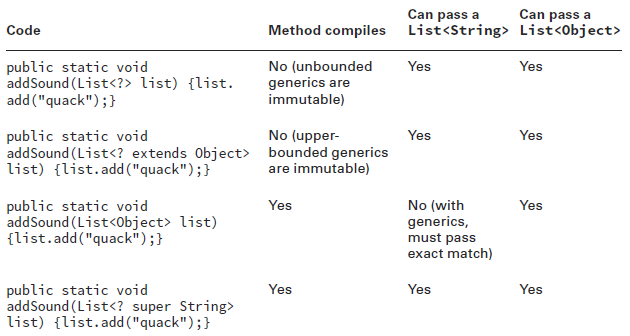 Code Method compiles Can pass a List<String> Can pass a List<Object>
public static void addSound(List<?> list) {list. add("quack");} No (unbounded generics are immutable) Yes Yes
public static void addSound(List<? extends Object> list) {list.add("quack");} No (upper- bounded generics are immutable) Yes Yes
public static void addSound(List<Object> list) {list.add("quack");} Yes No (with generics, must pass exact match) Yes
public static void addSound(List<? super String> list) {list.add("quack");} Yes Yes Yes